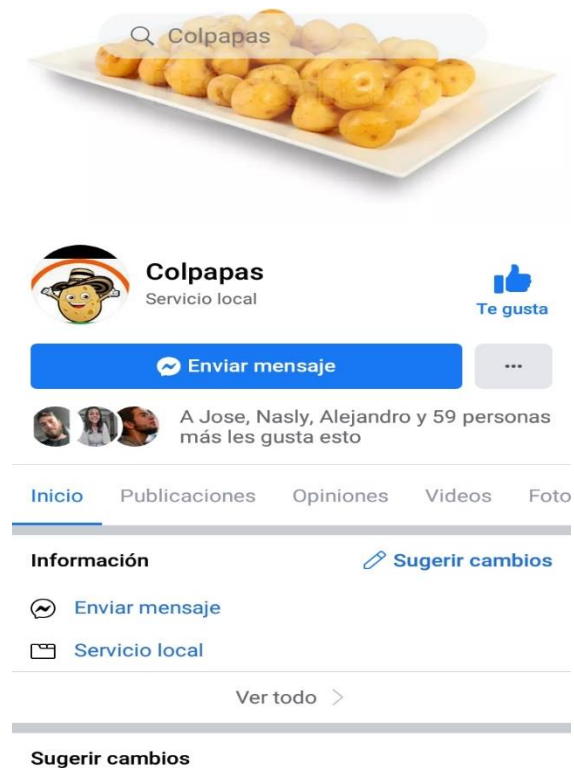 Colpapas
Colpapas
Servicio local
Te gusta
Enviar mensaje
A Jose, Nasly, Alejandro y 59 personas
más les gusta esto
Inicio Publicaciones Opiniones Videos Foto
Información Sugerir cambios
Enviar mensaje
Servicio local
Ver todo
Sugerir cambios